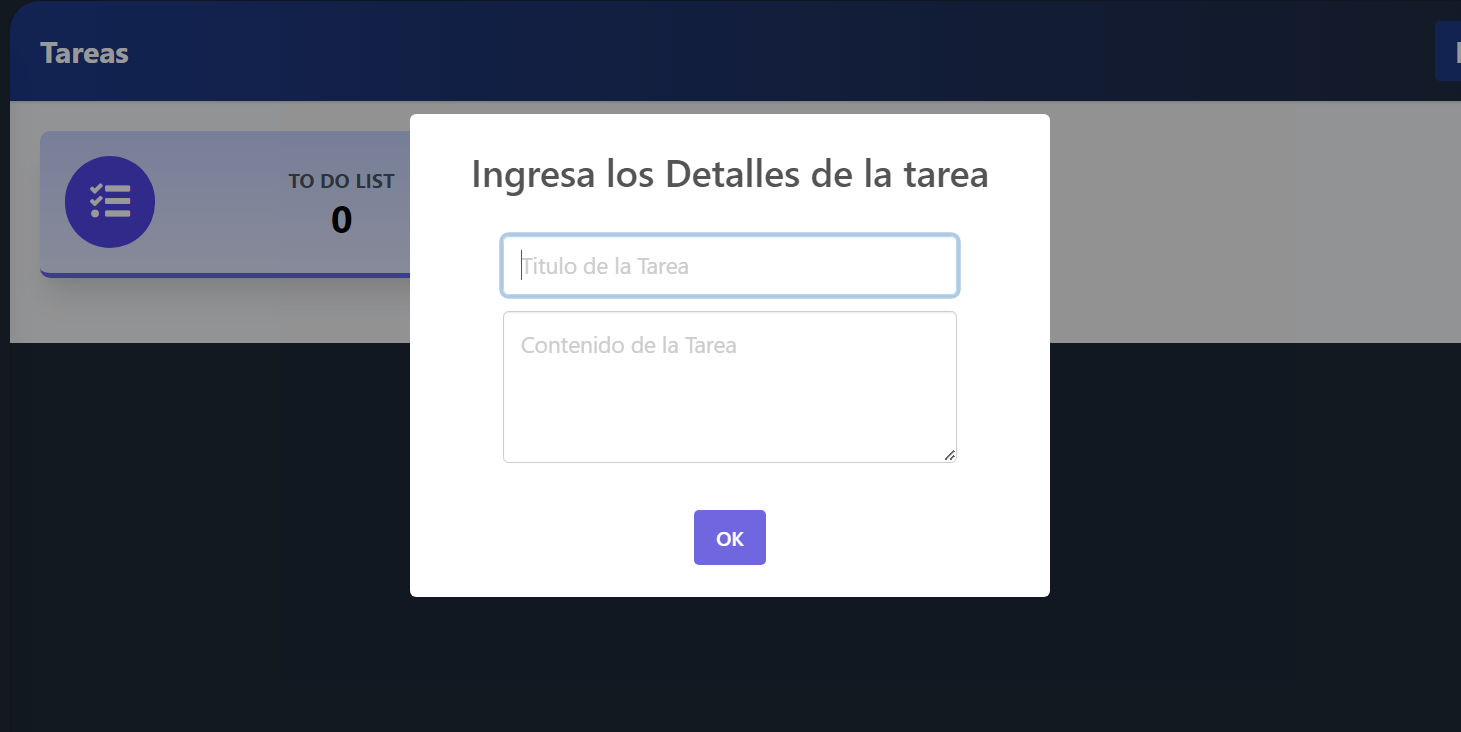 Tareas
Ingresa los Detalles de la tarea
TO DO LIST
0
Titulo de la Tarea
Contenido de la Tarea
OK